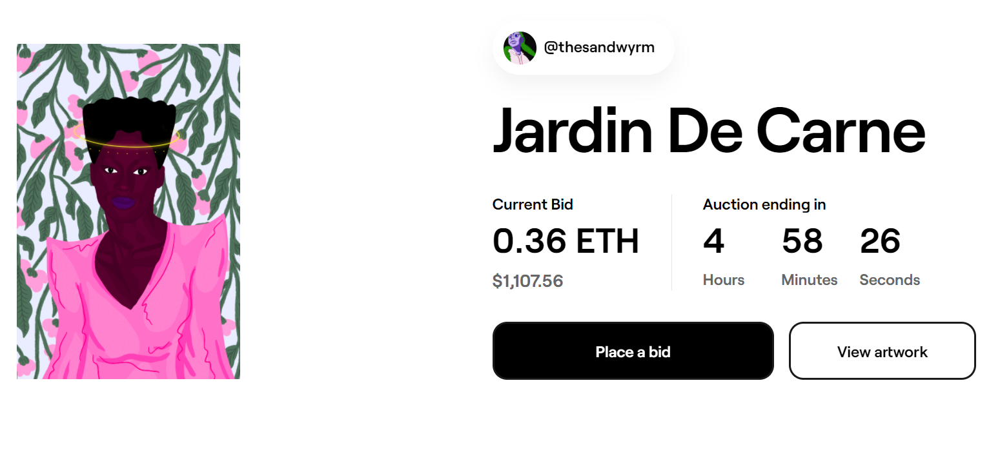 @thesandwyrm
Jardin De Carne
Current Bid
0.36 ETH
$1,107.56
Auction ending in
4 58 26
Hours Minutes Seconds
Place a bid
View artwork